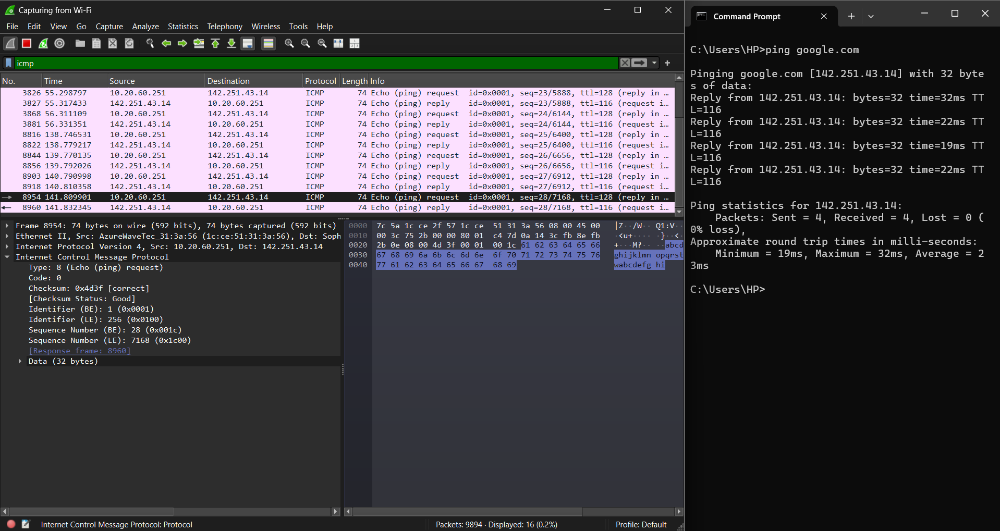 Capturing from Wi-Fi
File Edit View Go Capture Analyze Statistics Telephony Wireless Tools Help
icmp
No. Time Source Destination Protocol Length Info
3826 55.298797 10.20.60.251 142.251.43.14 ICMP 74 Echo (ping) request id=0x0001, seq=23/5888, ttl=128 (reply in …
3827 55.317433 142.251.43.14 10.20.60.251 ICMP 74 Echo (ping) reply id=0x0001, seq=23/5888, ttl=116 (request i…
3868 56.311109 10.20.60.251 142.251.43.14 ICMP 74 Echo (ping) request id=0x0001, seq=24/6144, ttl=128 (reply in …
3881 56.331351 142.251.43.14 10.20.60.251 ICMP 74 Echo (ping) reply id=0x0001, seq=24/6144, ttl=116 (request i…
8816 138.746531 10.20.60.251 142.251.43.14 ICMP 74 Echo (ping) request id=0x0001, seq=25/6400, ttl=128 (reply in …
8822 138.779217 142.251.43.14 10.20.60.251 ICMP 74 Echo (ping) reply id=0x0001, seq=25/6400, ttl=116 (request i…
8844 139.770135 10.20.60.251 142.251.43.14 ICMP 74 Echo (ping) request id=0x0001, seq=26/6656, ttl=128 (reply in …
8856 139.792026 142.251.43.14 10.20.60.251 ICMP 74 Echo (ping) reply id=0x0001, seq=26/6656, ttl=116 (request i…
8903 140.790998 10.20.60.251 142.251.43.14 ICMP 74 Echo (ping) request id=0x0001, seq=27/6912, ttl=128 (reply in …
8918 140.810358 142.251.43.14 10.20.60.251 ICMP 74 Echo (ping) reply id=0x0001, seq=27/6912, ttl=116 (request i…
8954 141.809901 10.20.60.251 142.251.43.14 ICMP 74 Echo (ping) request id=0x0001, seq=28/7168, ttl=128 (reply in …
8960 141.832345 142.251.43.14 10.20.60.251 ICMP 74 Echo (ping) reply id=0x0001, seq=28/7168, ttl=116 (request i…
Frame 8954: 74 bytes on wire (592 bits), 74 bytes captured (592 bits)
Ethernet II, Src: AzureWaveTec_31:3a:56 (1c:ce:51:31:3a:56), Dst: Soph
Internet Protocol Version 4, Src: 10.20.60.251, Dst: 142.251.43.14
Internet Control Message Protocol
Type: 8 (Echo (ping) request)
Code: 0
Checksum: 0x4d3f [correct]
[Checksum Status: Good]
Identifier (BE): 1 (0x0001)
Identifier (LE): 256 (0x0100)
Sequence Number (BE): 28 (0x001c)
Sequence Number (LE): 7168 (0x1c00)
[Response frame: 8960]
Data (32 bytes)
0000 7c 5a 1c ce 2f 57 1c ce 51 31 3a 56 08 00 45 00 |Z··/W·· Q1:V··E·
0010 00 3c 75 2b 00 00 80 01 c4 7d 0a 14 3c fb 8e fb ·<u+···· ·}··<···
0020 2b 0e 08 00 4d 3f 00 01 00 1c 61 62 63 64 65 66 +···M?·· ··abcd
0030 67 68 69 6a 6b 6c 6d 6e 6f 70 71 72 73 74 75 76 ghijklmn opqrst
0040 77 61 62 63 64 65 66 67 68 69 wabcdefg hi
Internet Control Message Protocol: Protocol
Packets: 9894 · Displayed: 16 (0.2%)
Profile: Default
Command Prompt
C:\Users\HP>ping google.com
Pinging google.com [142.251.43.14] with 32 byte
s of data:
Reply from 142.251.43.14: bytes=32 time=32ms TT
L=116
Reply from 142.251.43.14: bytes=32 time=22ms TT
L=116
Reply from 142.251.43.14: bytes=32 time=19ms TT
L=116
Reply from 142.251.43.14: bytes=32 time=22ms TT
L=116
Ping statistics for 142.251.43.14:
Packets: Sent = 4, Received = 4, Lost = 0 (
0% loss),
Approximate round trip times in milli-seconds:
Minimum = 19ms, Maximum = 32ms, Average = 2
3ms
C:\Users\HP>